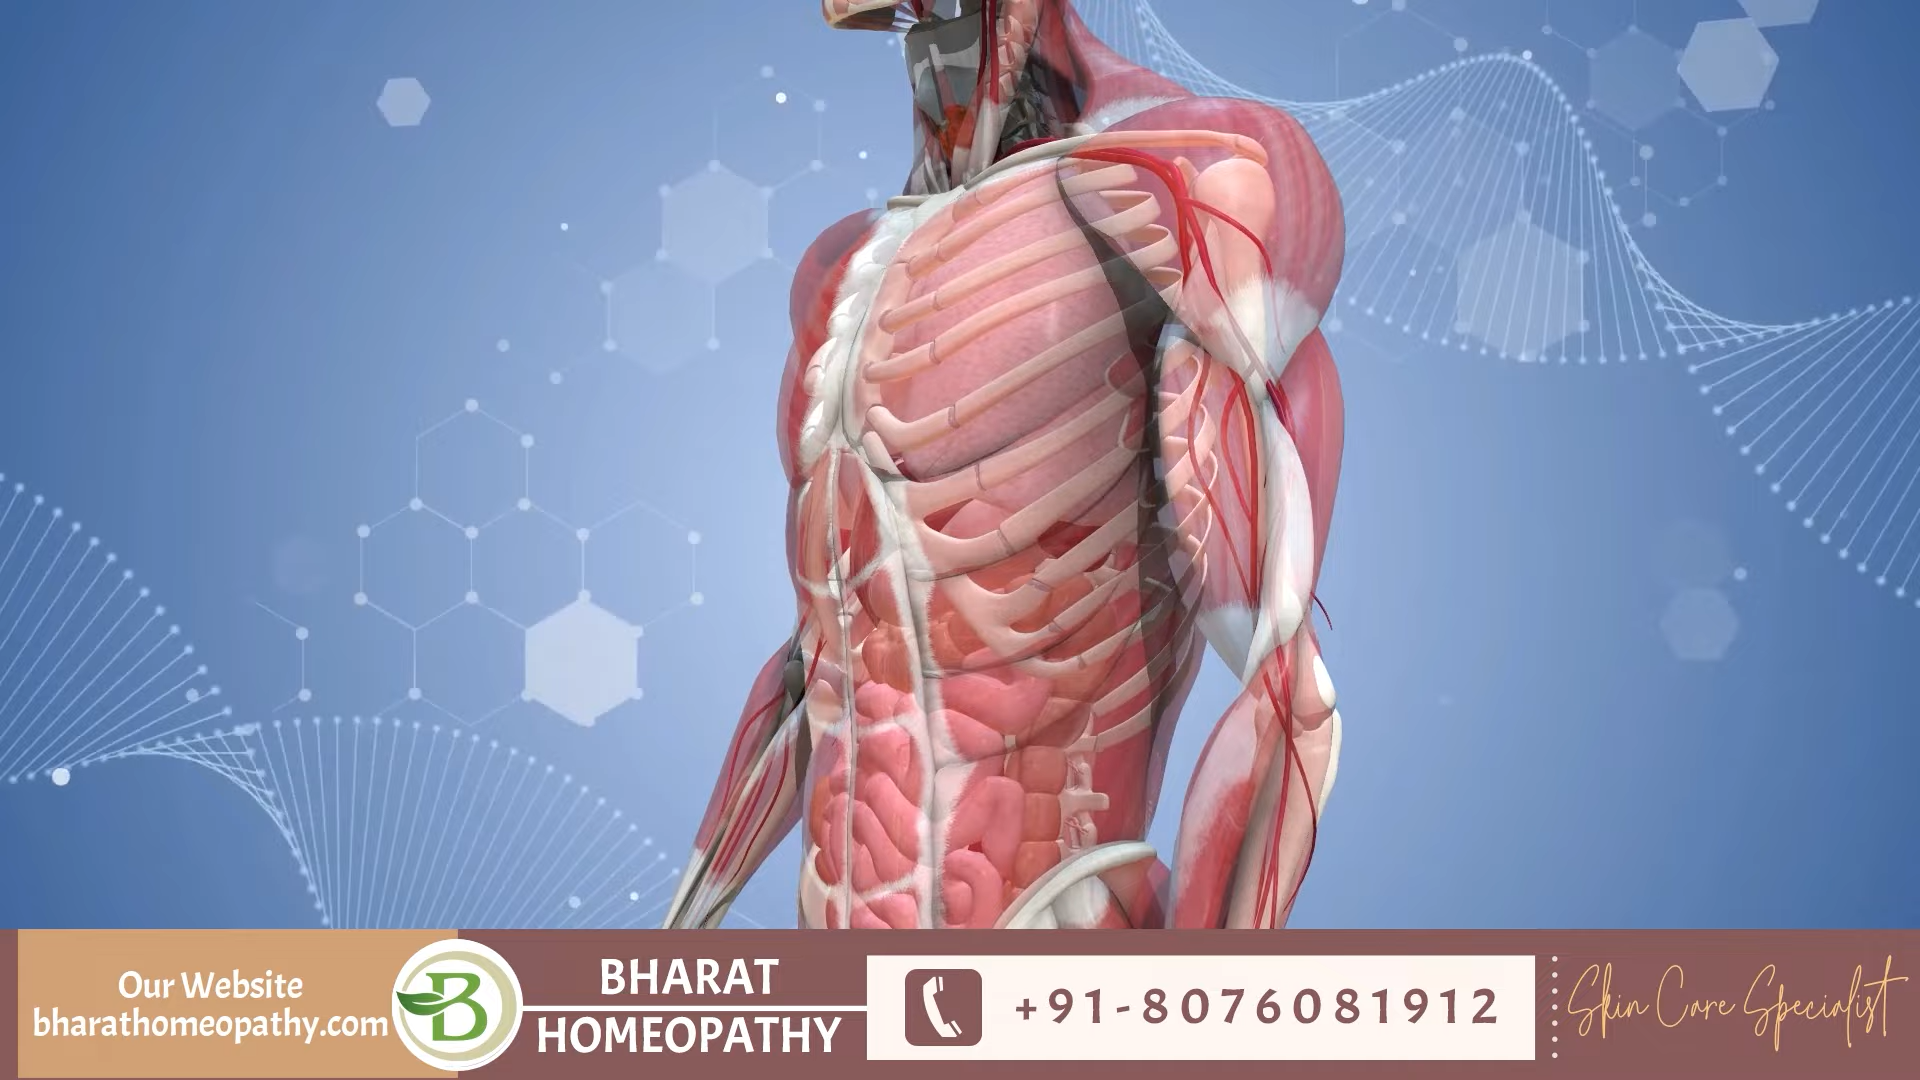 Our Website
bharathomeopathy.com
B
BHARAT
HOMEOPATHY
+91-8076081912
Skin Care Specialist